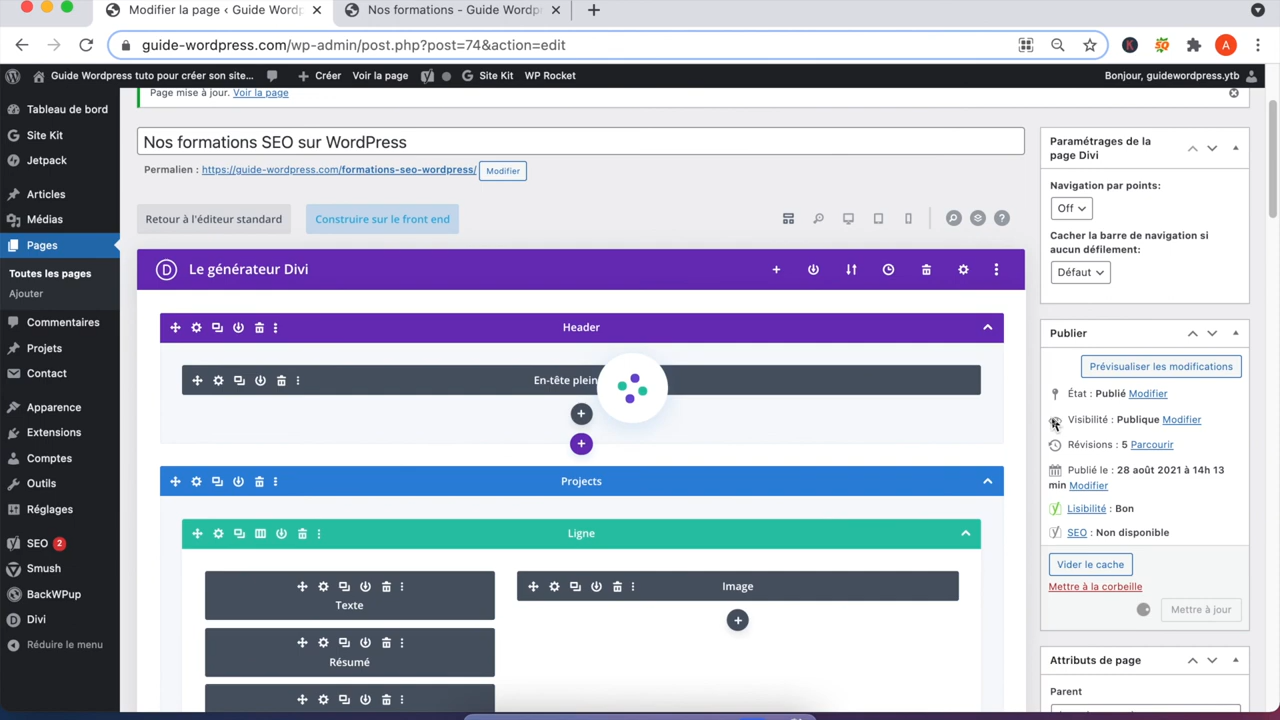 Modifier la page ‹ Guide Wordp
Nos formations - Guide Wordpr
guide-wordpress.com/wp-admin/post.php?post=74&action=edit
K
A
Guide Wordpress tuto pour créer son site...
Créer
Voir la page
Site Kit
WP Rocket
Bonjour, guidewordpress.ytb
Tableau de bord
Site Kit
Jetpack
Articles
Médias
Pages
Toutes les pages
Ajouter
Commentaires
Projets
Contact
Apparence
Extensions
Comptes
Outils
Réglages
SEO 2
Smush
BackWPup
Divi
Réduire le menu
Page mise à jour. Voir la page
Nos formations SEO sur WordPress
Permalien : https://guide-wordpress.com/formations-seo-wordpress/ Modifier
Retour à l'éditeur standard
Construire sur le front end
D Le générateur Divi
Header
En-tête plein
Projects
Ligne
Texte
Image
Résumé
Paramétrages de la
page Divi
Navigation par points:
Off
Cacher la barre de navigation si
aucun défilement:
Défaut
Publier
Prévisualiser les modifications
État : Publié Modifier
Visibilité : Publique Modifier
Révisions : 5 Parcourir
Publié le : 28 août 2021 à 14h 13
min Modifier
Lisibilité : Bon
SEO : Non disponible
Vider le cache
Mettre à la corbeille
Mettre à jour
Attributs de page
Parent